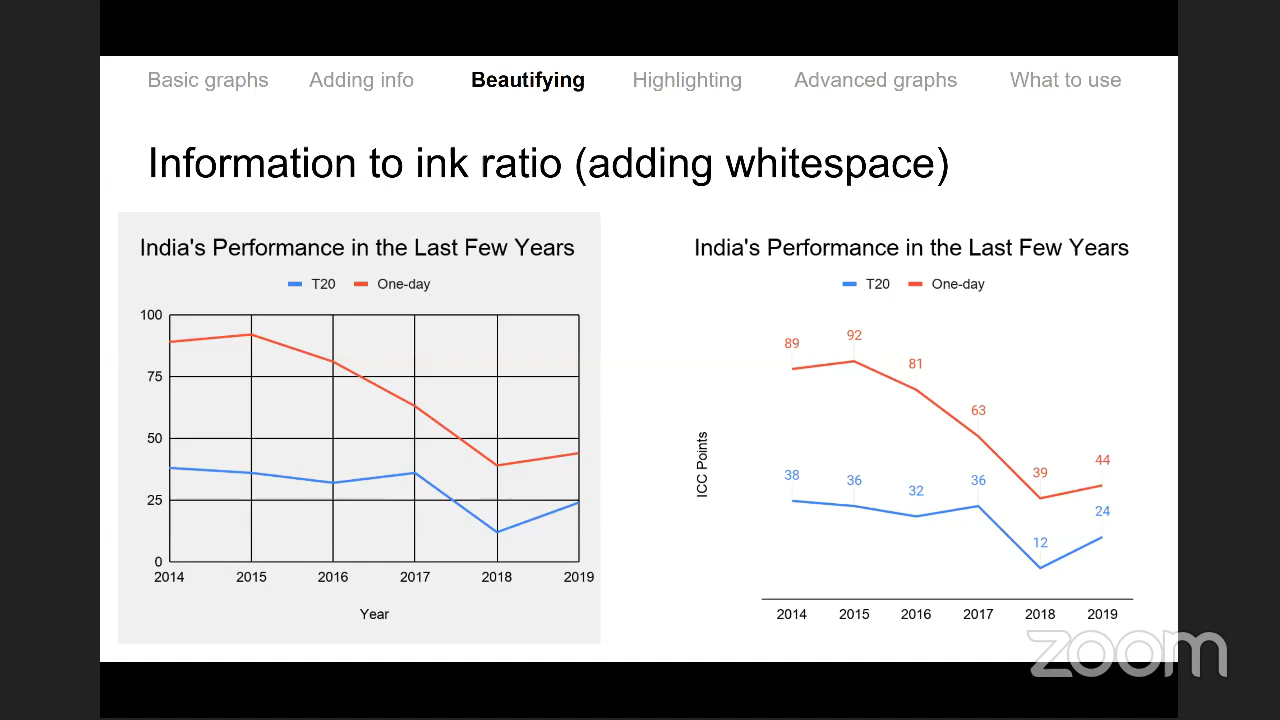 Basic graphs Adding info Beautifying Highlighting Advanced graphs What to use
Information to ink ratio (adding whitespace)
India's Performance in the Last Few Years
T20 One-day
100
75
50
25
0
2014 2015 2016 2017 2018 2019
Year
India's Performance in the Last Few Years
T20 One-day
89 92 81 63 39 44
38 36 32 36 12 24
ICC Points
2014 2015 2016 2017 2018 2019
zoom